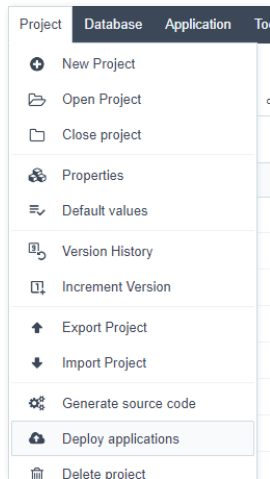 Project Database Application
New Project
Open Project
Close project
Properties
Default values
Version History
Increment Version
Export Project
Import Project
Generate source code
Deploy applications
Delete project